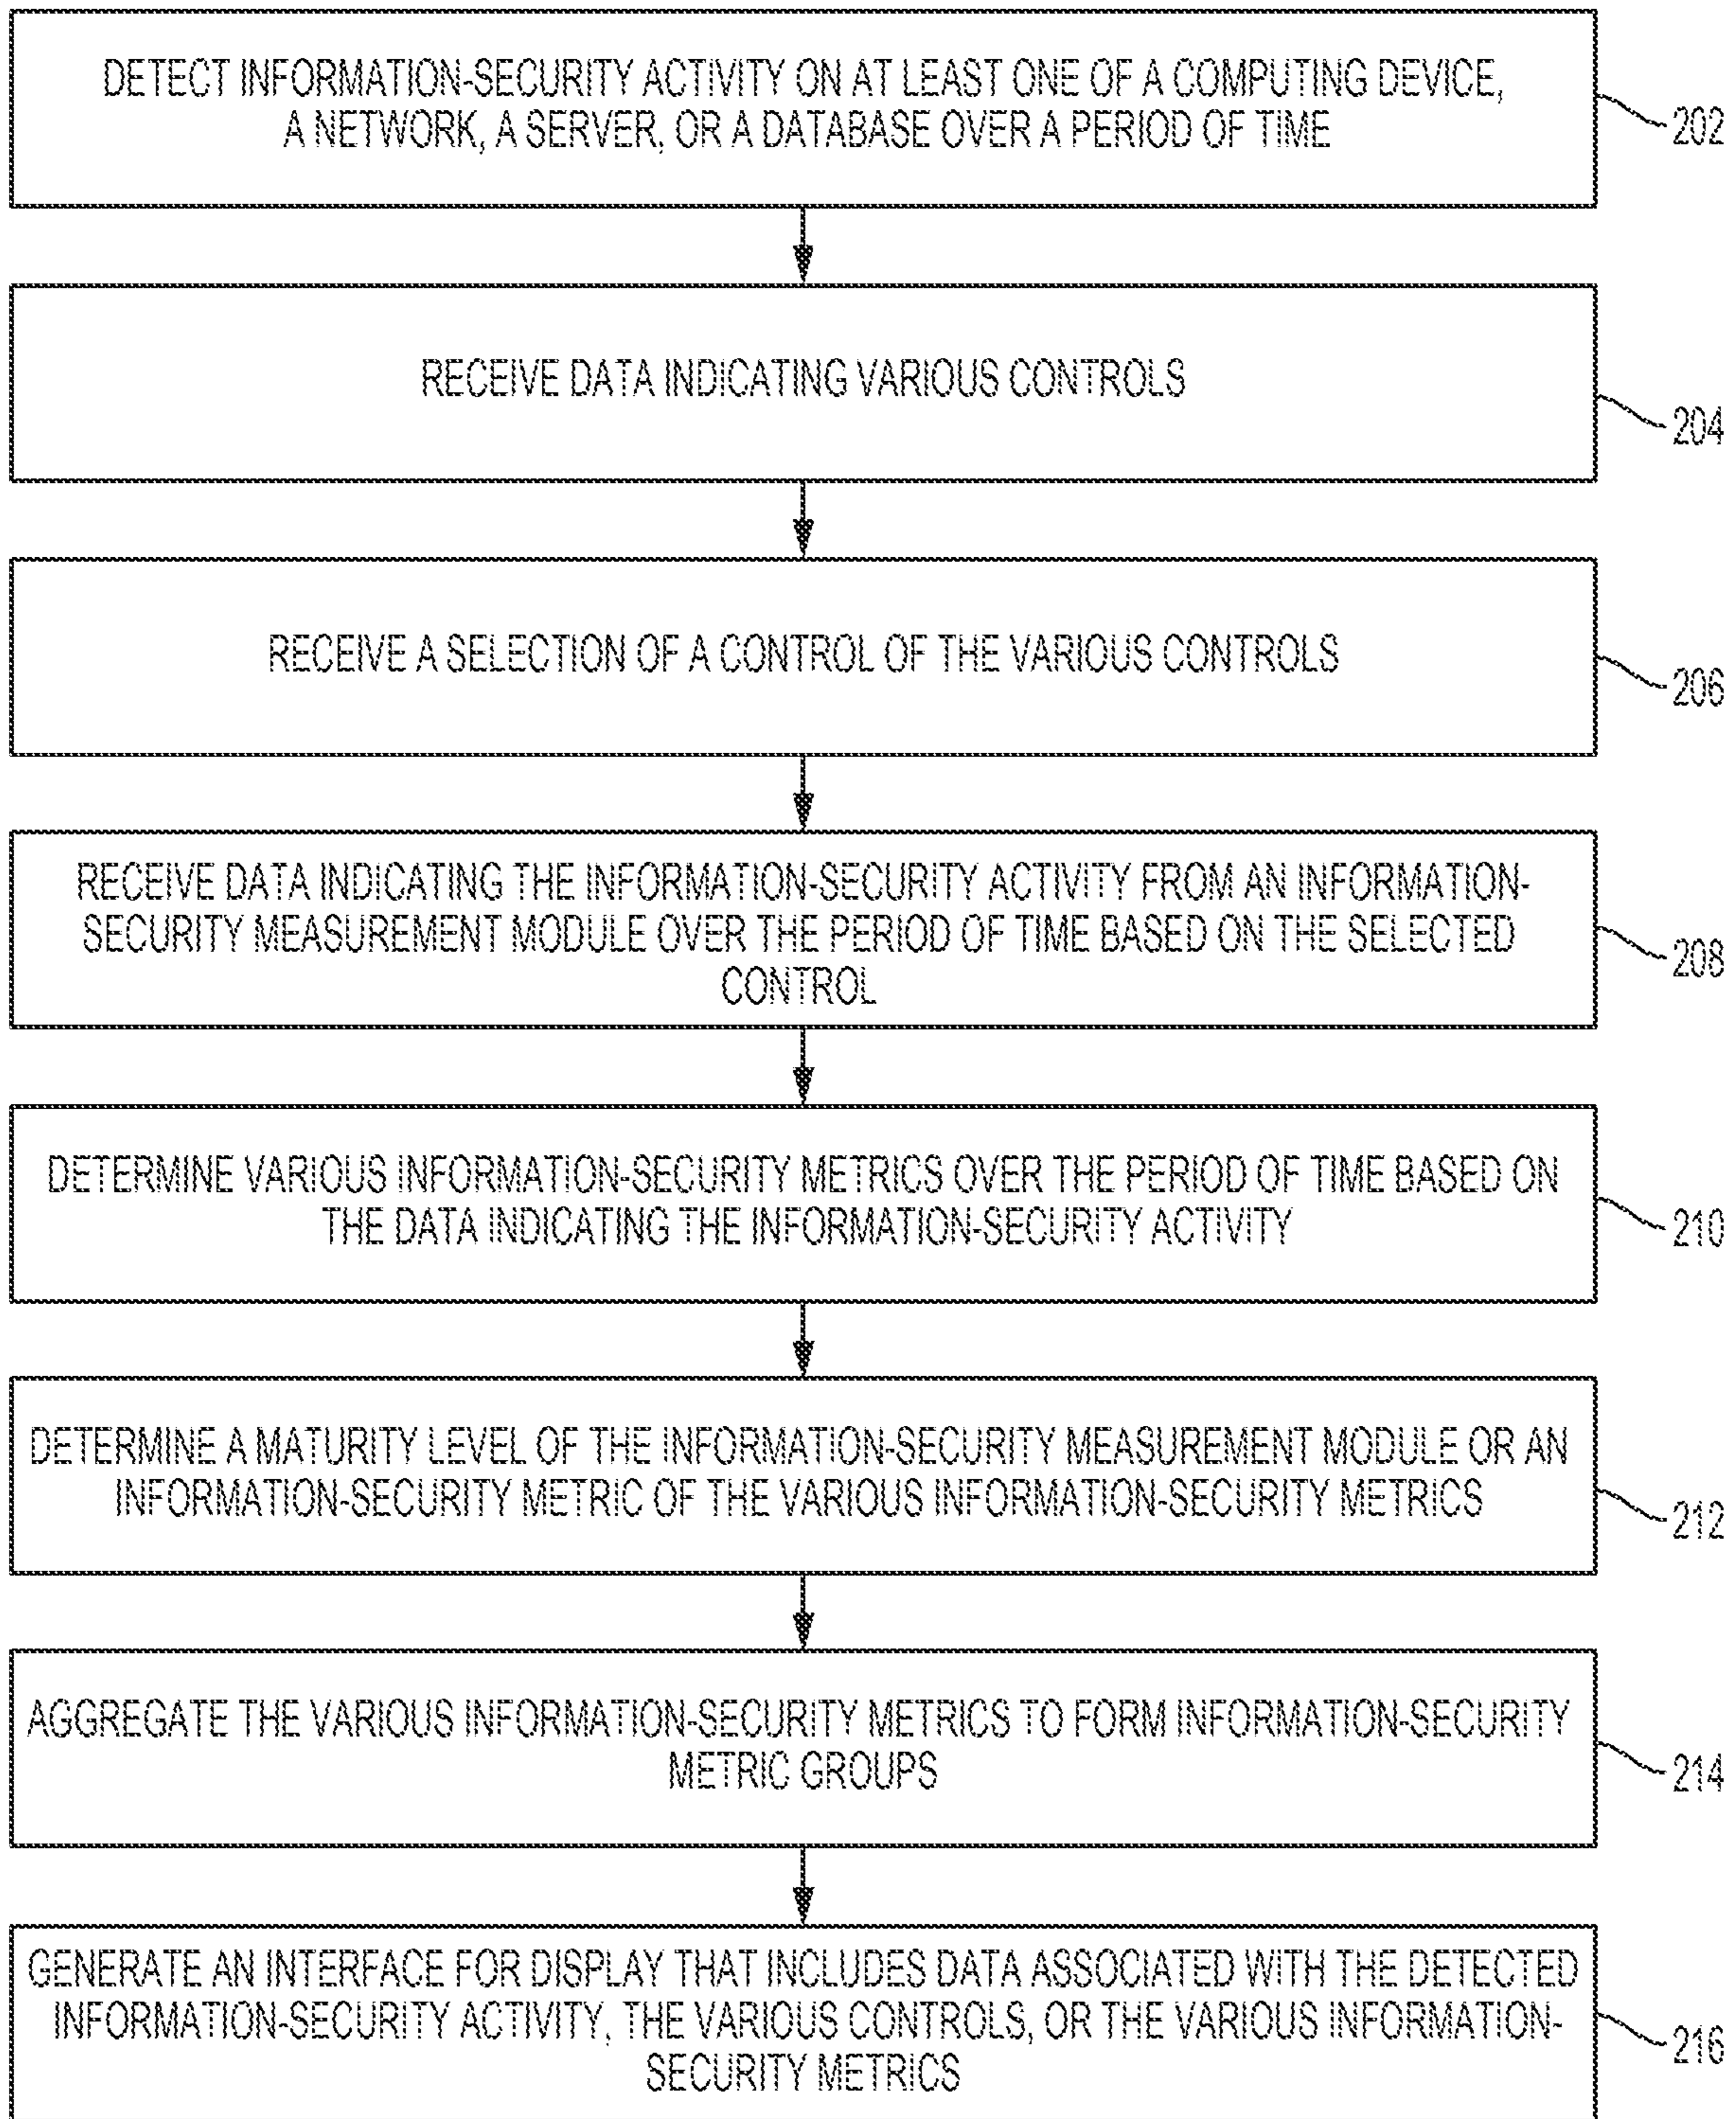 DETECT INFORMATION-SECURITY ACTIVITY ON AT LEAST ONE OF A COMPUTING DEVICE,
A NETWORK, A SERVER, OR A DATABASE OVER A PERIOD OF TIME
202
RECEIVE DATA INDICATING VARIOUS CONTROLS
204
RECEIVE A SELECTION OF A CONTROL OF THE VARIOUS CONTROLS
206
RECEIVE DATA INDICATING THE INFORMATION-SECURITY ACTIVITY FROM AN INFORMATION-
SECURITY MEASUREMENT MODULE OVER THE PERIOD OF TIME BASED ON THE SELECTED
CONTROL
208
DETERMINE VARIOUS INFORMATION-SECURITY METRICS OVER THE PERIOD OF TIME BASED ON
THE DATA INDICATING THE INFORMATION-SECURITY ACTIVITY
210
DETERMINE A MATURITY LEVEL OF THE INFORMATION-SECURITY MEASUREMENT MODULE OR AN
INFORMATION-SECURITY METRIC OF THE VARIOUS INFORMATION-SECURITY METRICS
212
AGGREGATE THE VARIOUS INFORMATION-SECURITY METRICS TO FORM INFORMATION-SECURITY
METRIC GROUPS
214
GENERATE AN INTERFACE FOR DISPLAY THAT INCLUDES DATA ASSOCIATED WITH THE DETECTED
INFORMATION-SECURITY ACTIVITY, THE VARIOUS CONTROLS, OR THE VARIOUS INFORMATION-
SECURITY METRICS
216